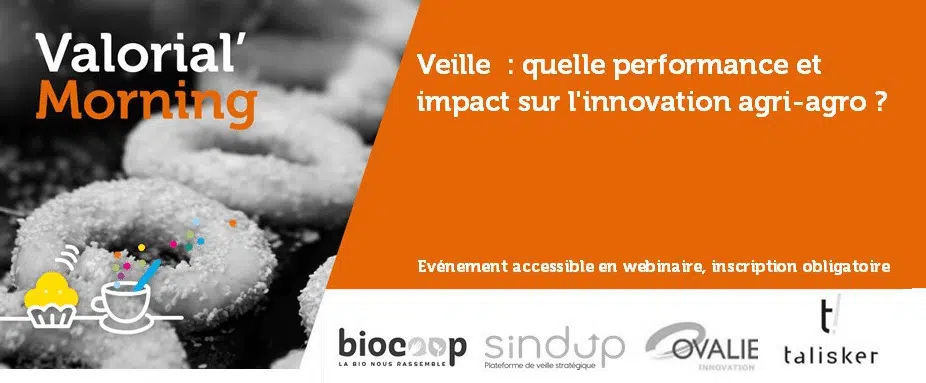 Valorial'
Morning
Veille : quelle performance et
impact sur l'innovation agri-agro ?
Evénement accessible en webinaire, inscription obligatoire
biocoop
LA BIO NOUS RASSEMBLE
sindup
Plateforme de veille stratégique
OVALIE
INNOVATION
t!
talisker